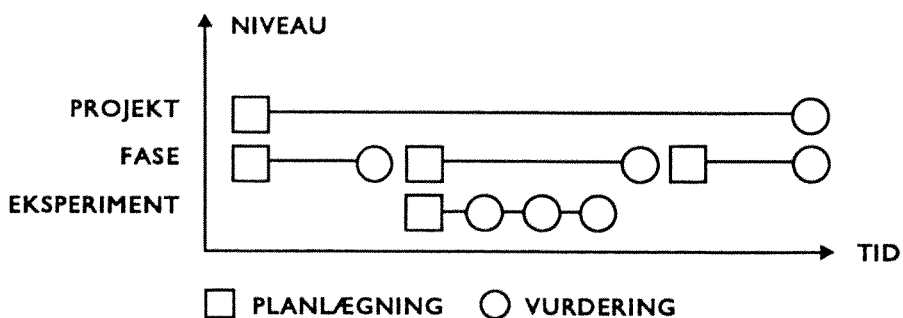 NIVEAU
PROJEKT
FASE
EKSPERIMENT
TID
PLANLÆGNING VURDERING